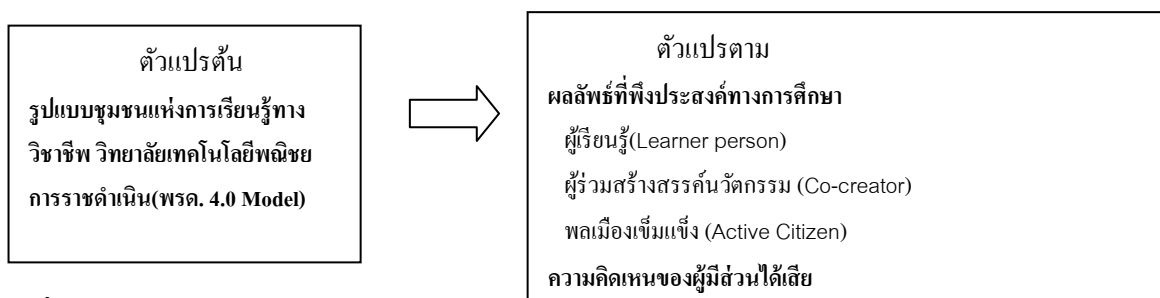 ตัวแปรต้น
รูปแบบชุมชนแห่งการเรียนรู้ทาง
วิชาชีพ วิทยาลัยเทคโนโลยีพณิชย
การราชดำเนิน(พรด. 4.0 Model)
ตัวแปรตาม
ผลลัพธ์ที่พึงประสงค์ทางการศึกษา
ผู้เรียนรู้(Learner person)
ผู้ร่วมสร้างสรรค์นวัตกรรม (Co-creator)
พลเมืองเข็มแข็ง (Active Citizen)
ความคิดเหนของผู้มีส่วนได้เสีย